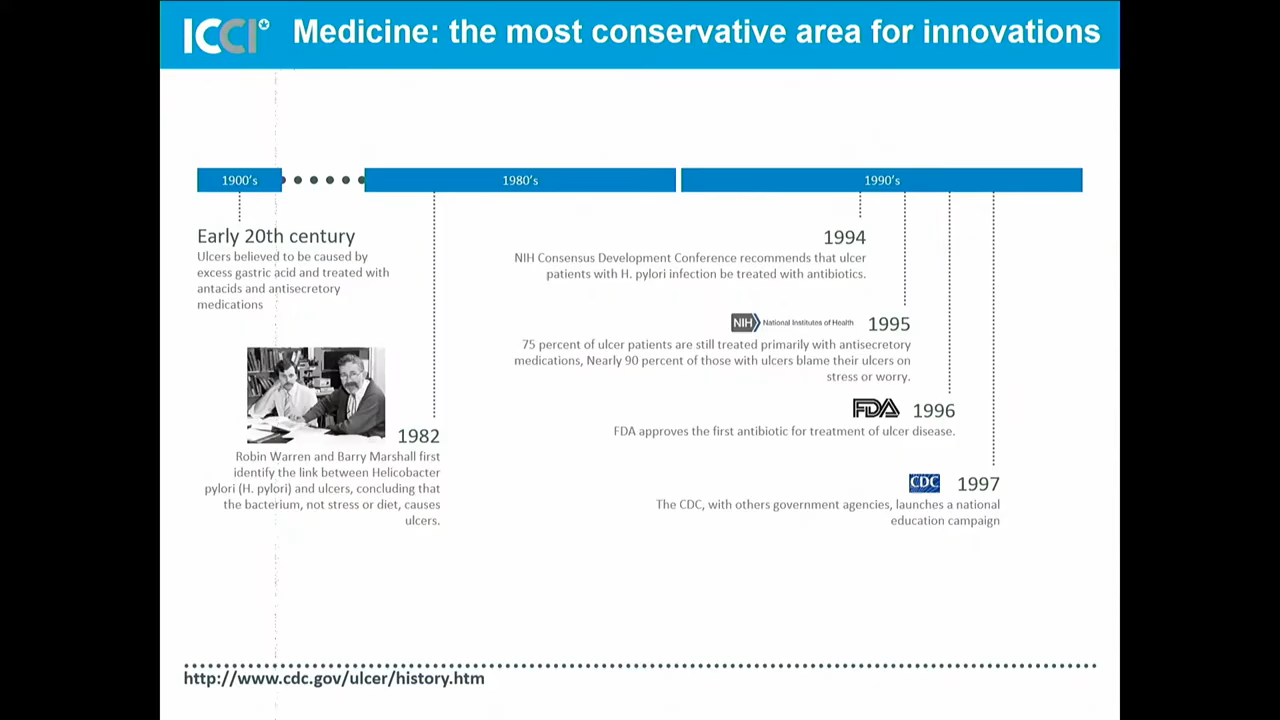 ICCI
Medicine: the most conservative area for innovations
1900's
1980's
1990's
Early 20th century
Ulcers believed to be caused by
excess gastric acid and treated with
antacids and antisecretory
medications
1982
Robin Warren and Barry Marshall first
identify the link between Helicobacter
pylori (H. pylori) and ulcers, concluding that
the bacterium, not stress or diet, causes
ulcers.
1994
NIH Consensus Development Conference recommends that ulcer
patients with H. pylori infection be treated with antibiotics.
NIH National Institutes of Health 1995
75 percent of ulcer patients are still treated primarily with antisecretory
medications, Nearly 90 percent of those with ulcers blame their ulcers on
stress or worry.
FDA 1996
FDA approves the first antibiotic for treatment of ulcer disease.
CDC 1997
The CDC, with others government agencies, launches a national
education campaign
http://www.cdc.gov/ulcer/history.htm